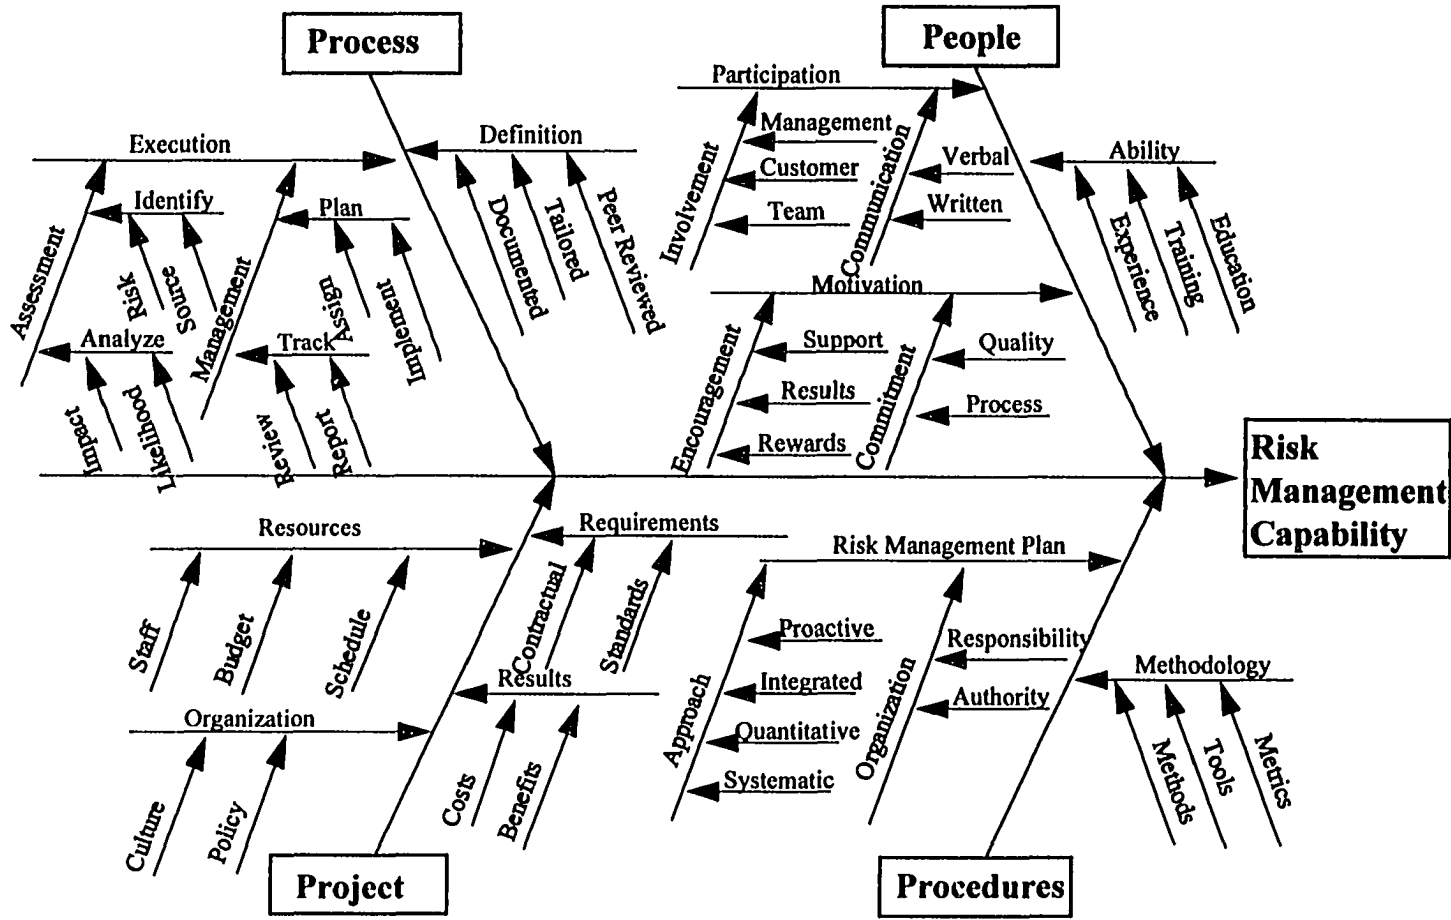 Process
People
Participation
Execution
Definition
Management
Customer
Team
Involvement
Communication
Verbal
Written
Ability
Experience
Training
Education
Identify
Risk
Source
Assessment
Analyze
Impact
Likelihood
Plan
Assign
Implement
Management
Track
Review
Report
Documented
Tailored
Peer Reviewed
Motivation
Encouragement
Support
Results
Rewards
Commitment
Quality
Process
Risk
Management
Capability
Resources
Staff
Budget
Schedule
Requirements
Contractual
Standards
Results
Costs
Benefits
Organization
Culture
Policy
Risk Management Plan
Approach
Proactive
Integrated
Quantitative
Systematic
Organization
Responsibility
Authority
Methodology
Methods
Tools
Metrics
Project
Procedures